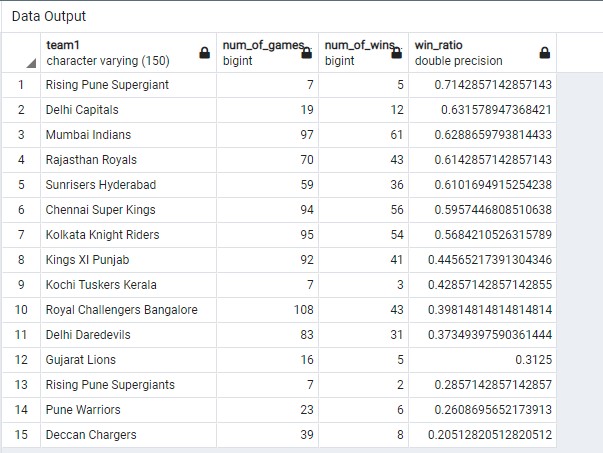 Data Output
team1 num_of_games num_of_wins win_ratio
character varying (150) bigint bigint double precision
1 Rising Pune Supergiant 7 5 0.7142857142857143
2 Delhi Capitals 19 12 0.631578947368421
3 Mumbai Indians 97 61 0.6288659793814433
4 Rajasthan Royals 70 43 0.6142857142857143
5 Sunrisers Hyderabad 59 36 0.6101694915254238
6 Chennai Super Kings 94 56 0.5957446808510638
7 Kolkata Knight Riders 95 54 0.5684210526315789
8 Kings XI Punjab 92 41 0.44565217391304346
9 Kochi Tuskers Kerala 7 3 0.42857142857142855
10 Royal Challengers Bangalore 108 43 0.39814814814814814
11 Delhi Daredevils 83 31 0.37349397590361444
12 Gujarat Lions 16 5 0.3125
13 Rising Pune Supergiants 7 2 0.2857142857142857
14 Pune Warriors 23 6 0.2608695652173913
15 Deccan Chargers 39 8 0.20512820512820512